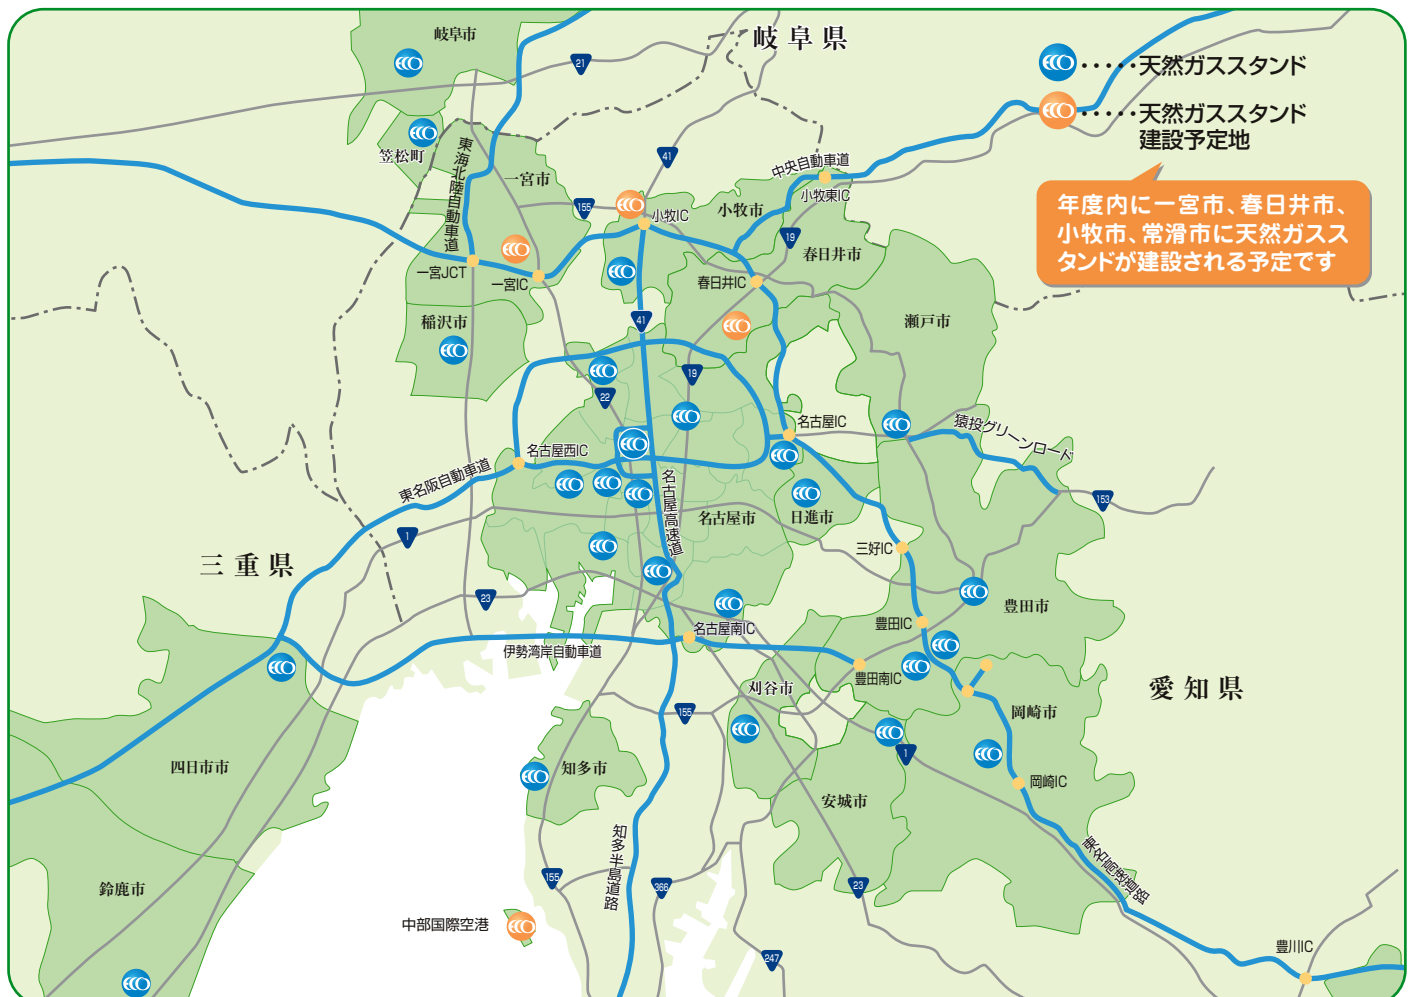 岐阜市
岐阜県
天然ガススタンド
天然ガススタンド
建設予定地
年度内に一宮市、春日井市、
小牧市、常滑市に天然ガスス
タンドが建設される予定です
21
笠松町
東海北陸自動車道
一宮市
41
155
中央自動車道
小牧東IC
小牧市
小牧IC
19
春日井市
一宮JCT
一宮IC
春日井IC
稲沢市
41
瀬戸市
19
22
名古屋IC
猿投グリーンロード
名古屋西IC
東名阪自動車道
名古屋高速道
153
名古屋市
日進市
1
三好IC
三重県
23
豊田市
豊田IC
名古屋南IC
伊勢湾岸自動車道
豊田南IC
刈谷市
愛知県
155
岡崎市
1
四日市市
知多市
岡崎IC
安城市
知多半島道路
東名高速道路
155
366
23
鈴鹿市
中部国際空港
247
豊川IC